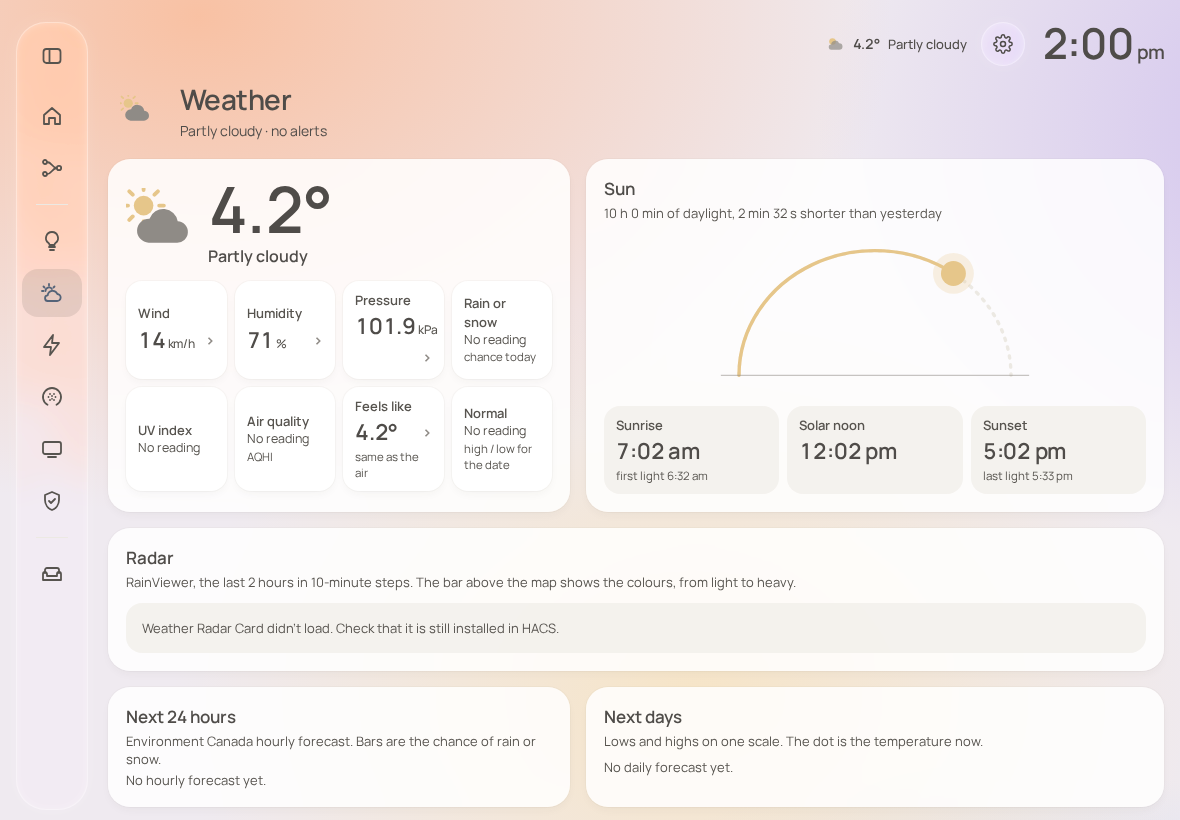 4.2° Partly cloudy
2:00 pm
Weather
Partly cloudy · no alerts
4.2°
Partly cloudy
Wind
14 km/h
Humidity
71 %
Pressure
101.9 kPa
Rain or
snow
No reading
chance today
UV index
No reading
Air quality
No reading
AQHI
Feels like
4.2°
same as the
air
Normal
No reading
high / low for
the date
Sun
10 h 0 min of daylight, 2 min 32 s shorter than yesterday
Sunrise
7:02 am
first light 6:32 am
Solar noon
12:02 pm
Sunset
5:02 pm
last light 5:33 pm
Radar
RainViewer, the last 2 hours in 10-minute steps. The bar above the map shows the colours, from light to heavy.
Weather Radar Card didn't load. Check that it is still installed in HACS.
Next 24 hours
Environment Canada hourly forecast. Bars are the chance of rain or
snow.
No hourly forecast yet.
Next days
Lows and highs on one scale. The dot is the temperature now.
No daily forecast yet.